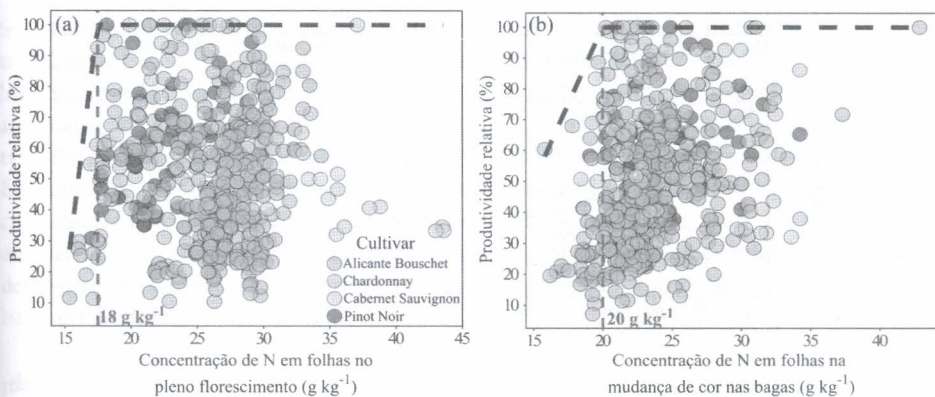 (a)
Produtividade relativa (%)
100
90
80
70
60
50
40
30
20
10
Cultivar
Alicante Bouschet
Chardonnay
Cabernet Sauvignon
Pinot Noir
18 g kg⁻¹
15 20 25 30 35 40 45
Concentração de N em folhas no
pleno florescimento (g kg⁻¹)
(b)
Produtividade relativa (%)
100
90
80
70
60
50
40
30
20
10
20 g kg⁻¹
15 20 25 30 35 40
Concentração de N em folhas na
mudança de cor nas bagas (g kg⁻¹)